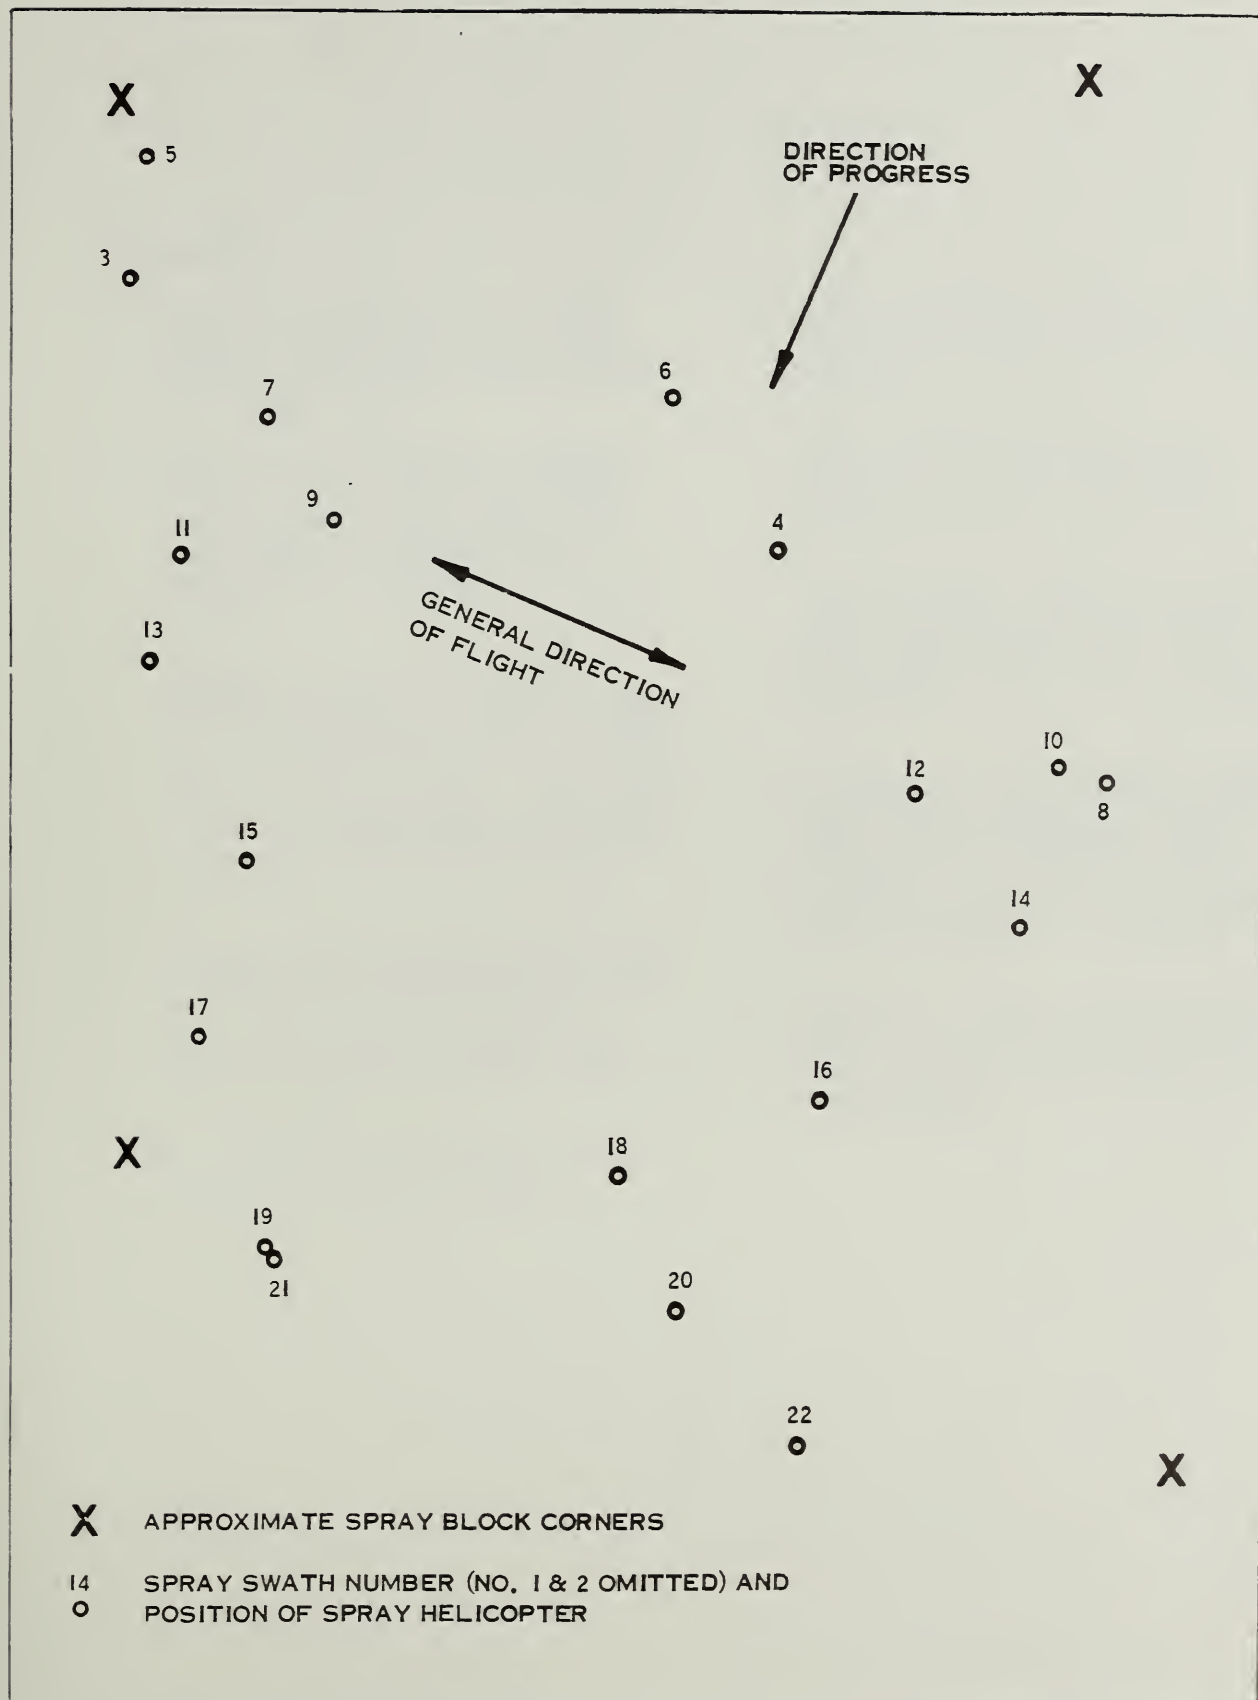 X
X
5
DIRECTION
OF PROGRESS
3
6
7
9
4
11
GENERAL DIRECTION
OF FLIGHT
13
10
12
8
15
14
17
16
X
18
19
20
21
22
X
X APPROXIMATE SPRAY BLOCK CORNERS
14 SPRAY SWATH NUMBER (NO. 1 & 2 OMITTED) AND
POSITION OF SPRAY HELICOPTER